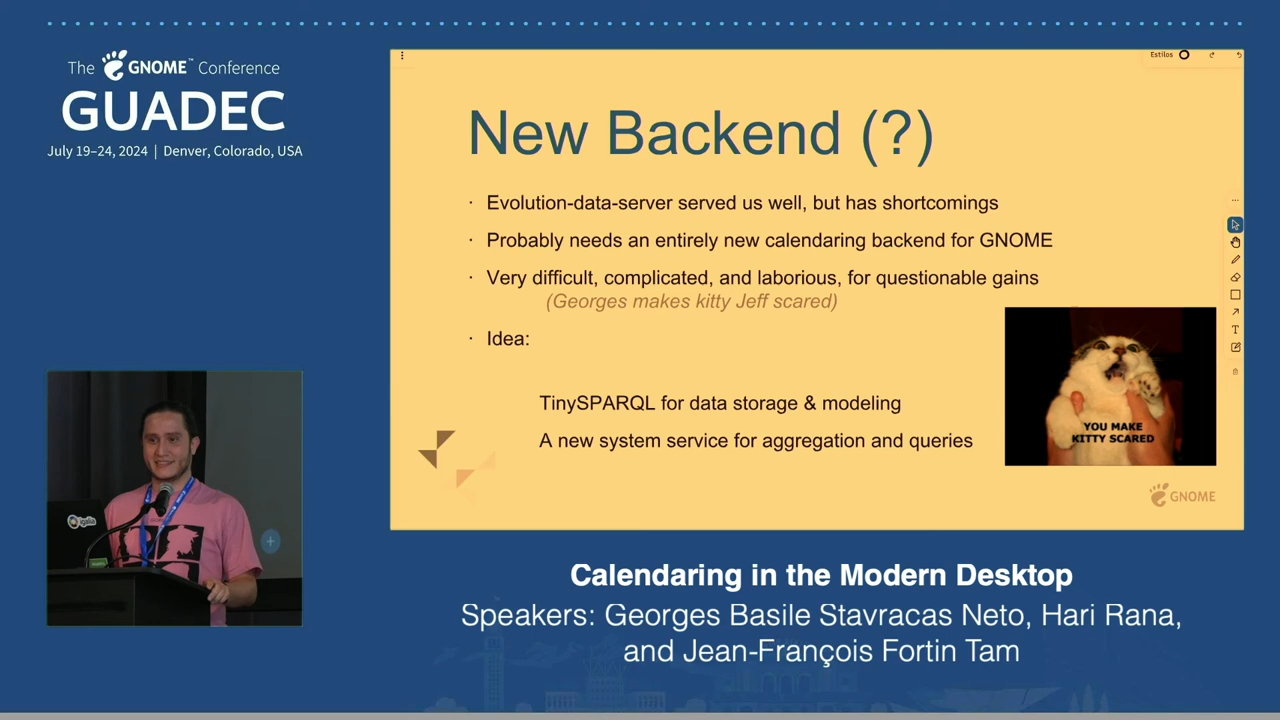 The GNOME™ Conference
GUADEC
July 19–24, 2024 | Denver, Colorado, USA
Estilos
New Backend (?)
· Evolution-data-server served us well, but has shortcomings
· Probably needs an entirely new calendaring backend for GNOME
· Very difficult, complicated, and laborious, for questionable gains
(Georges makes kitty Jeff scared)
· Idea:
TinySPARQL for data storage & modeling
A new system service for aggregation and queries
YOU MAKE
KITTY SCARED
GNOME
igalia
Calendaring in the Modern Desktop
Speakers: Georges Basile Stavracas Neto, Hari Rana,
and Jean-François Fortin Tam